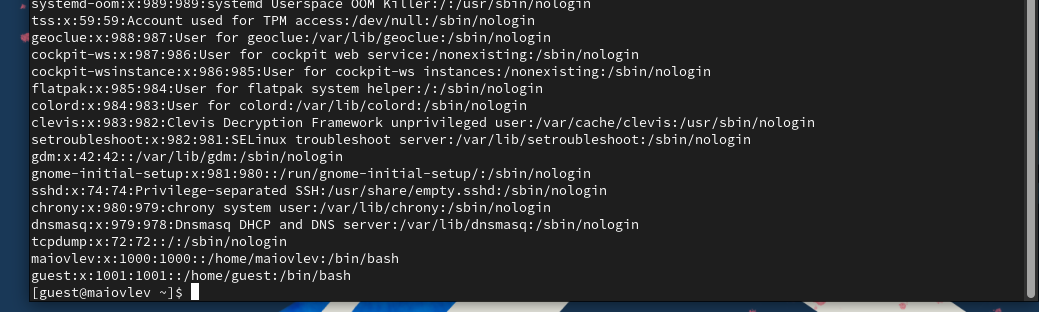 systemd-oom:x:989:989:systemd Userspace OOM Killer:/:/usr/sbin/nologin
tss:x:59:59:Account used for TPM access:/dev/null:/sbin/nologin
geoclue:x:988:987:User for geoclue:/var/lib/geoclue:/sbin/nologin
cockpit-ws:x:987:986:User for cockpit web service:/nonexisting:/sbin/nologin
cockpit-wsinstance:x:986:985:User for cockpit-ws instances:/nonexisting:/sbin/nologin
flatpak:x:985:984:User for flatpak system helper:/:/sbin/nologin
colord:x:984:983:User for colord:/var/lib/colord:/sbin/nologin
clevis:x:983:982:Clevis Decryption Framework unprivileged user:/var/cache/clevis:/usr/sbin/nologin
setroubleshoot:x:982:981:SELinux troubleshoot server:/var/lib/setroubleshoot:/sbin/nologin
gdm:x:42:42::/var/lib/gdm:/sbin/nologin
gnome-initial-setup:x:981:980::/run/gnome-initial-setup/:/sbin/nologin
sshd:x:74:74:Privilege-separated SSH:/usr/share/empty.sshd:/sbin/nologin
chrony:x:980:979:chrony system user:/var/lib/chrony:/sbin/nologin
dnsmasq:x:979:978:Dnsmasq DHCP and DNS server:/var/lib/dnsmasq:/sbin/nologin
tcpdump:x:72:72::/:/sbin/nologin
maiovlev:x:1000:1000::/home/maiovlev:/bin/bash
guest:x:1001:1001::/home/guest:/bin/bash
[guest@maiovlev ~]$